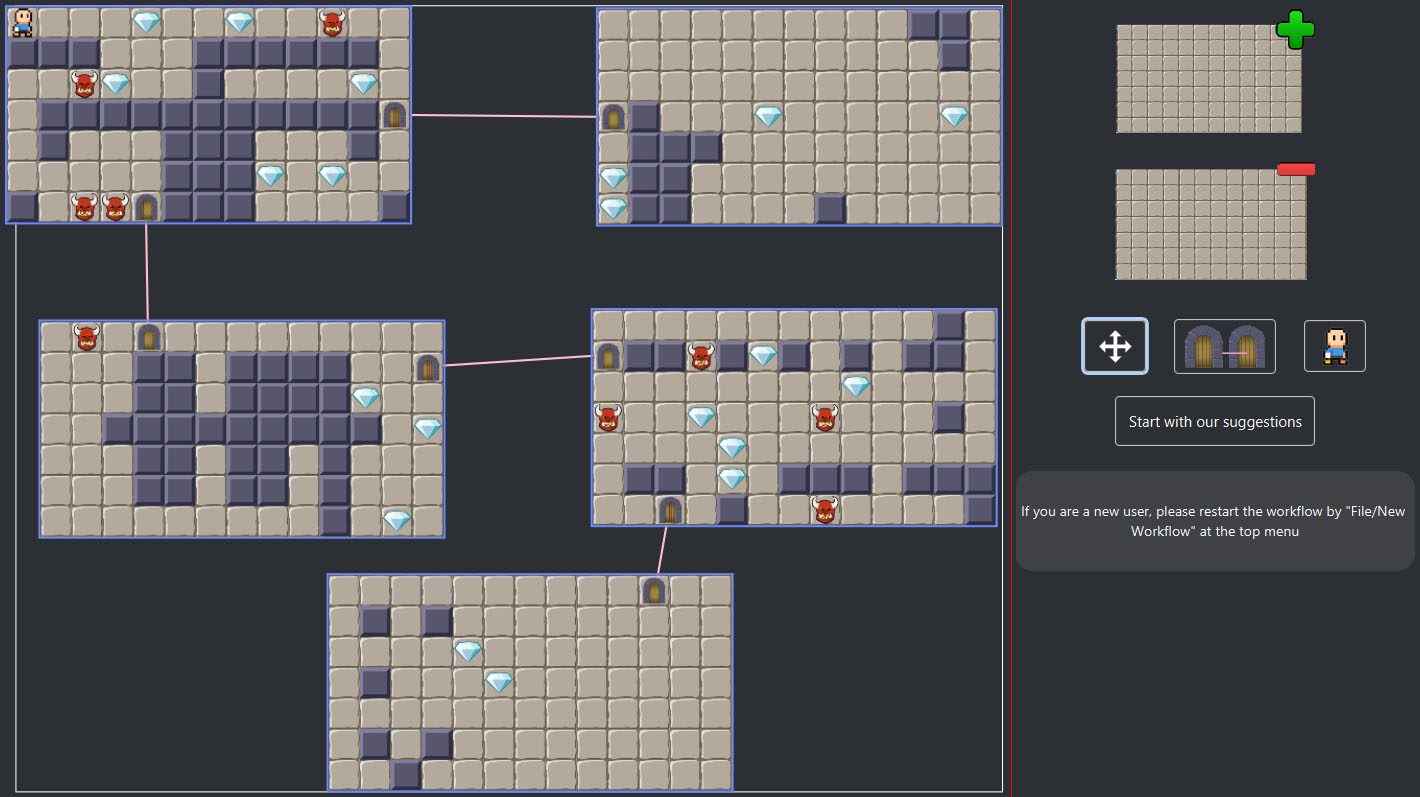 Start with our suggestions
If you are a new user, please restart the workflow by "File/New
Workflow" at the top menu